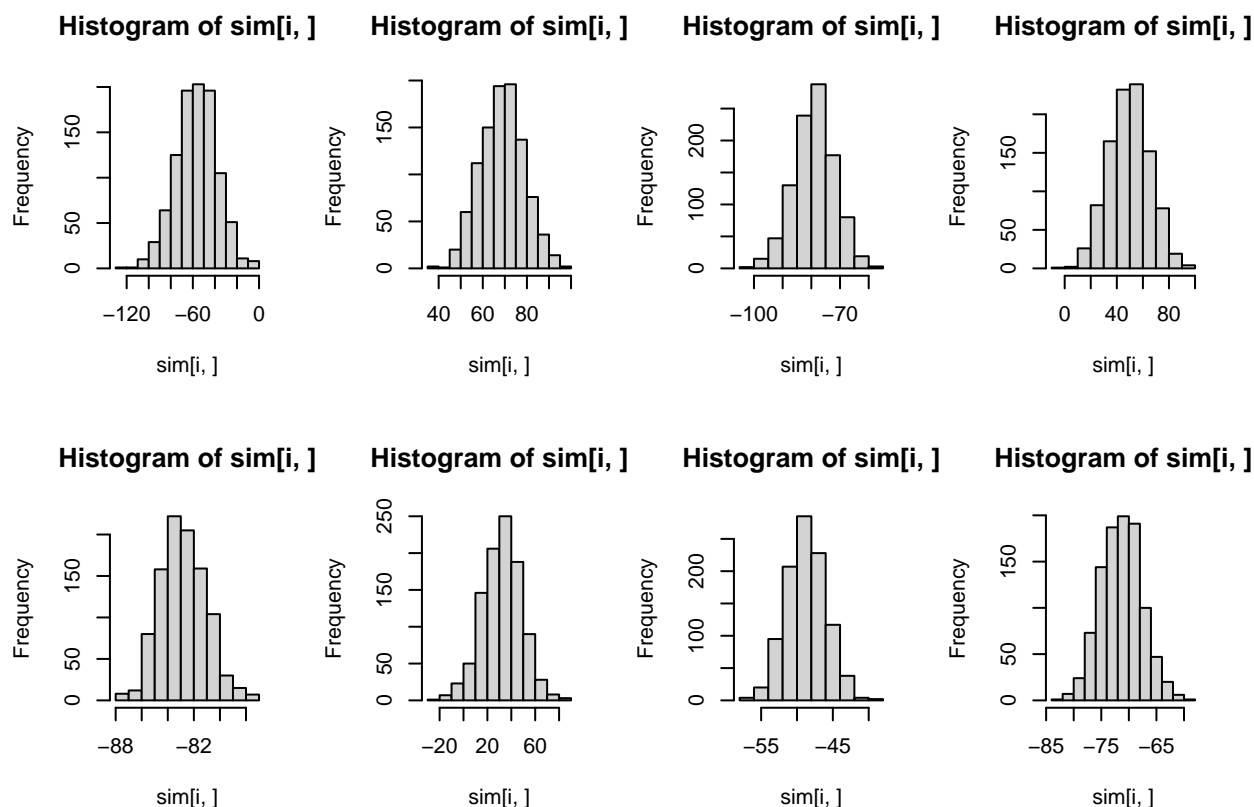 Histogram of sim[i, ]
Frequency
0
50
150
−120
−60
0
sim[i, ]
Histogram of sim[i, ]
Frequency
0
50
150
40
60
80
sim[i, ]
Histogram of sim[i, ]
Frequency
0
100
200
−100
−70
sim[i, ]
Histogram of sim[i, ]
Frequency
0
50
150
0
40
80
sim[i, ]
Histogram of sim[i, ]
Frequency
0
50
150
−88
−82
sim[i, ]
Histogram of sim[i, ]
Frequency
0
50
150
250
−20
20
60
sim[i, ]
Histogram of sim[i, ]
Frequency
0
100
200
−55
−45
sim[i, ]
Histogram of sim[i, ]
Frequency
0
50
150
−85
−75
−65
sim[i, ]